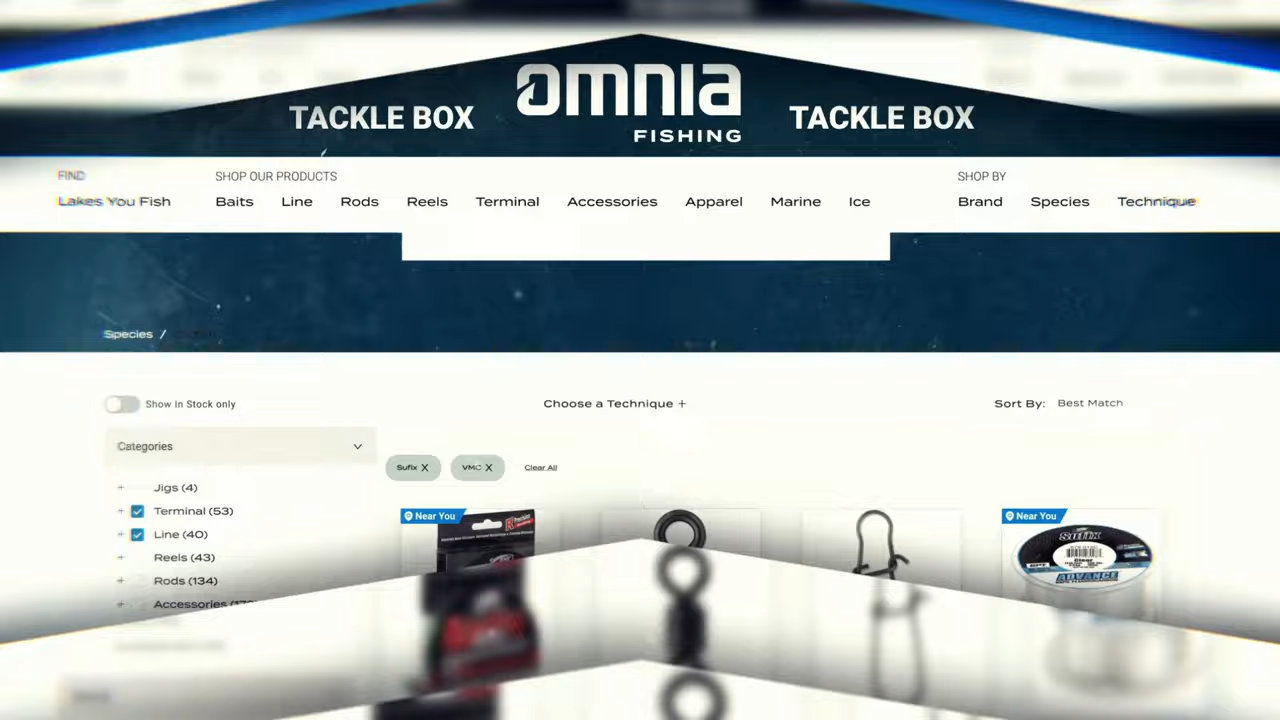 OMNIA
FISHING
TACKLE BOX
TACKLE BOX
FIND
Lakes You Fish
SHOP OUR PRODUCTS
Baits Line Rods Reels Terminal Accessories Apparel Marine Ice
SHOP BY
Brand Species Technique
Species /
Show In Stock only
Choose a Technique +
Sort By: Best Match
Categories
Sufix X
VMC X
Clear All
+ Jigs (4)
+ Terminal (53)
+ Line (40)
+ Reels (43)
+ Rods (134)
+ Accessories
Near You
Near You
Sufix
Clear
ADVANCE